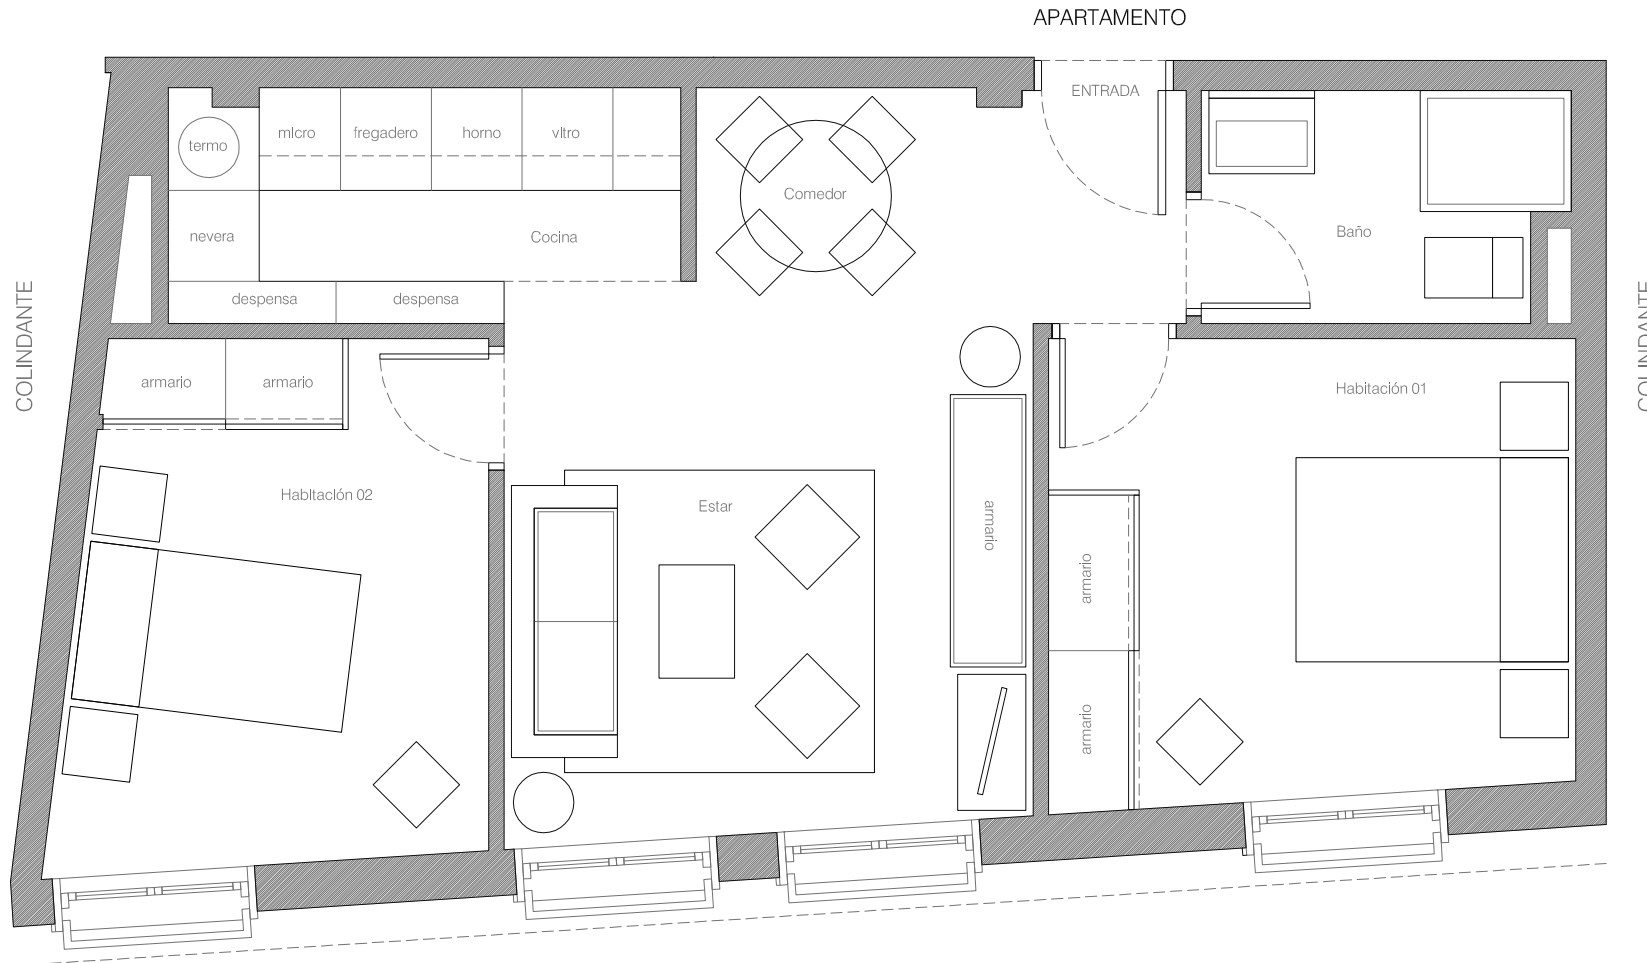 APARTAMENTO
ENTRADA
micro
fregadero
horno
vitro
termo
Comedor
nevera
Cocina
Baño
despensa
despensa
COLINDANTE
COLINDANTE
armario
armario
Habitación 01
Habitación 02
Estar
armario
armario
armario